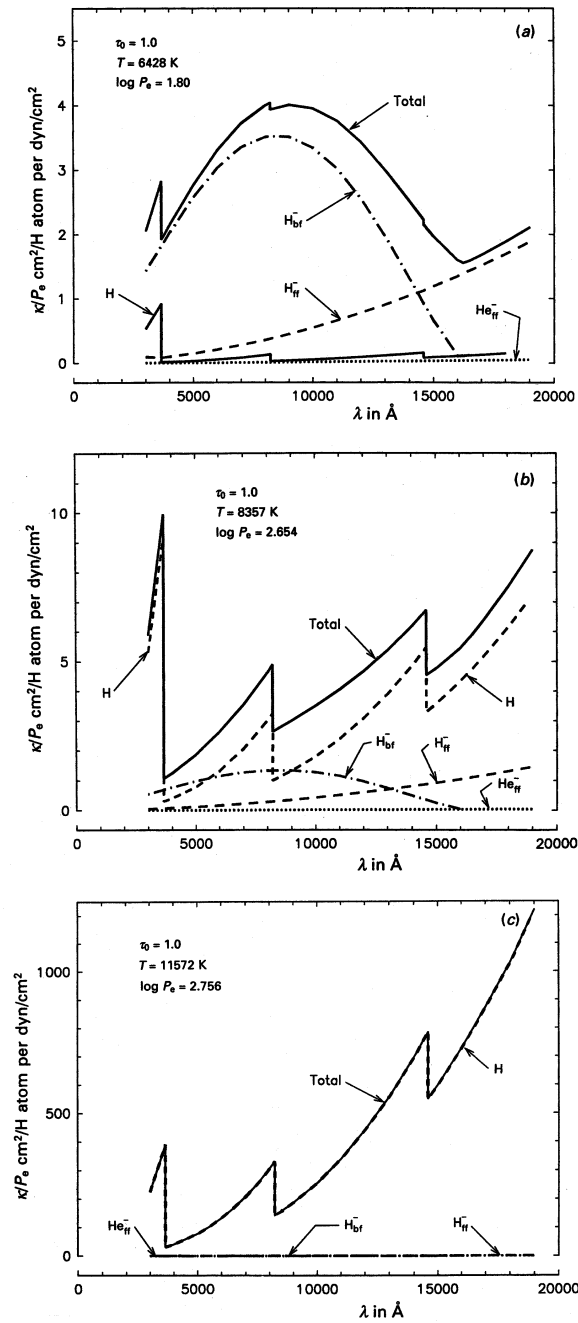 (a)
τ₀ = 1.0
T = 6428 K
log Pₑ = 1.80
Total
H⁻bf
H
H⁻ff
He⁻ff
κ/Pₑ cm²/H atom per dyn/cm²
5
4
3
2
1
0
0 5000 10000 15000 20000
λ in Å
(b)
τ₀ = 1.0
T = 8357 K
log Pₑ = 2.654
Total
H
H
H⁻bf
H⁻ff
He⁻ff
κ/Pₑ cm²/H atom per dyn/cm²
10
5
0
0 5000 10000 15000 20000
λ in Å
(c)
τ₀ = 1.0
T = 11572 K
log Pₑ = 2.756
Total
H
He⁻ff
H⁻bf
H⁻ff
κ/Pₑ cm²/H atom per dyn/cm²
1000
500
0
0 5000 10000 15000 20000
λ in Å